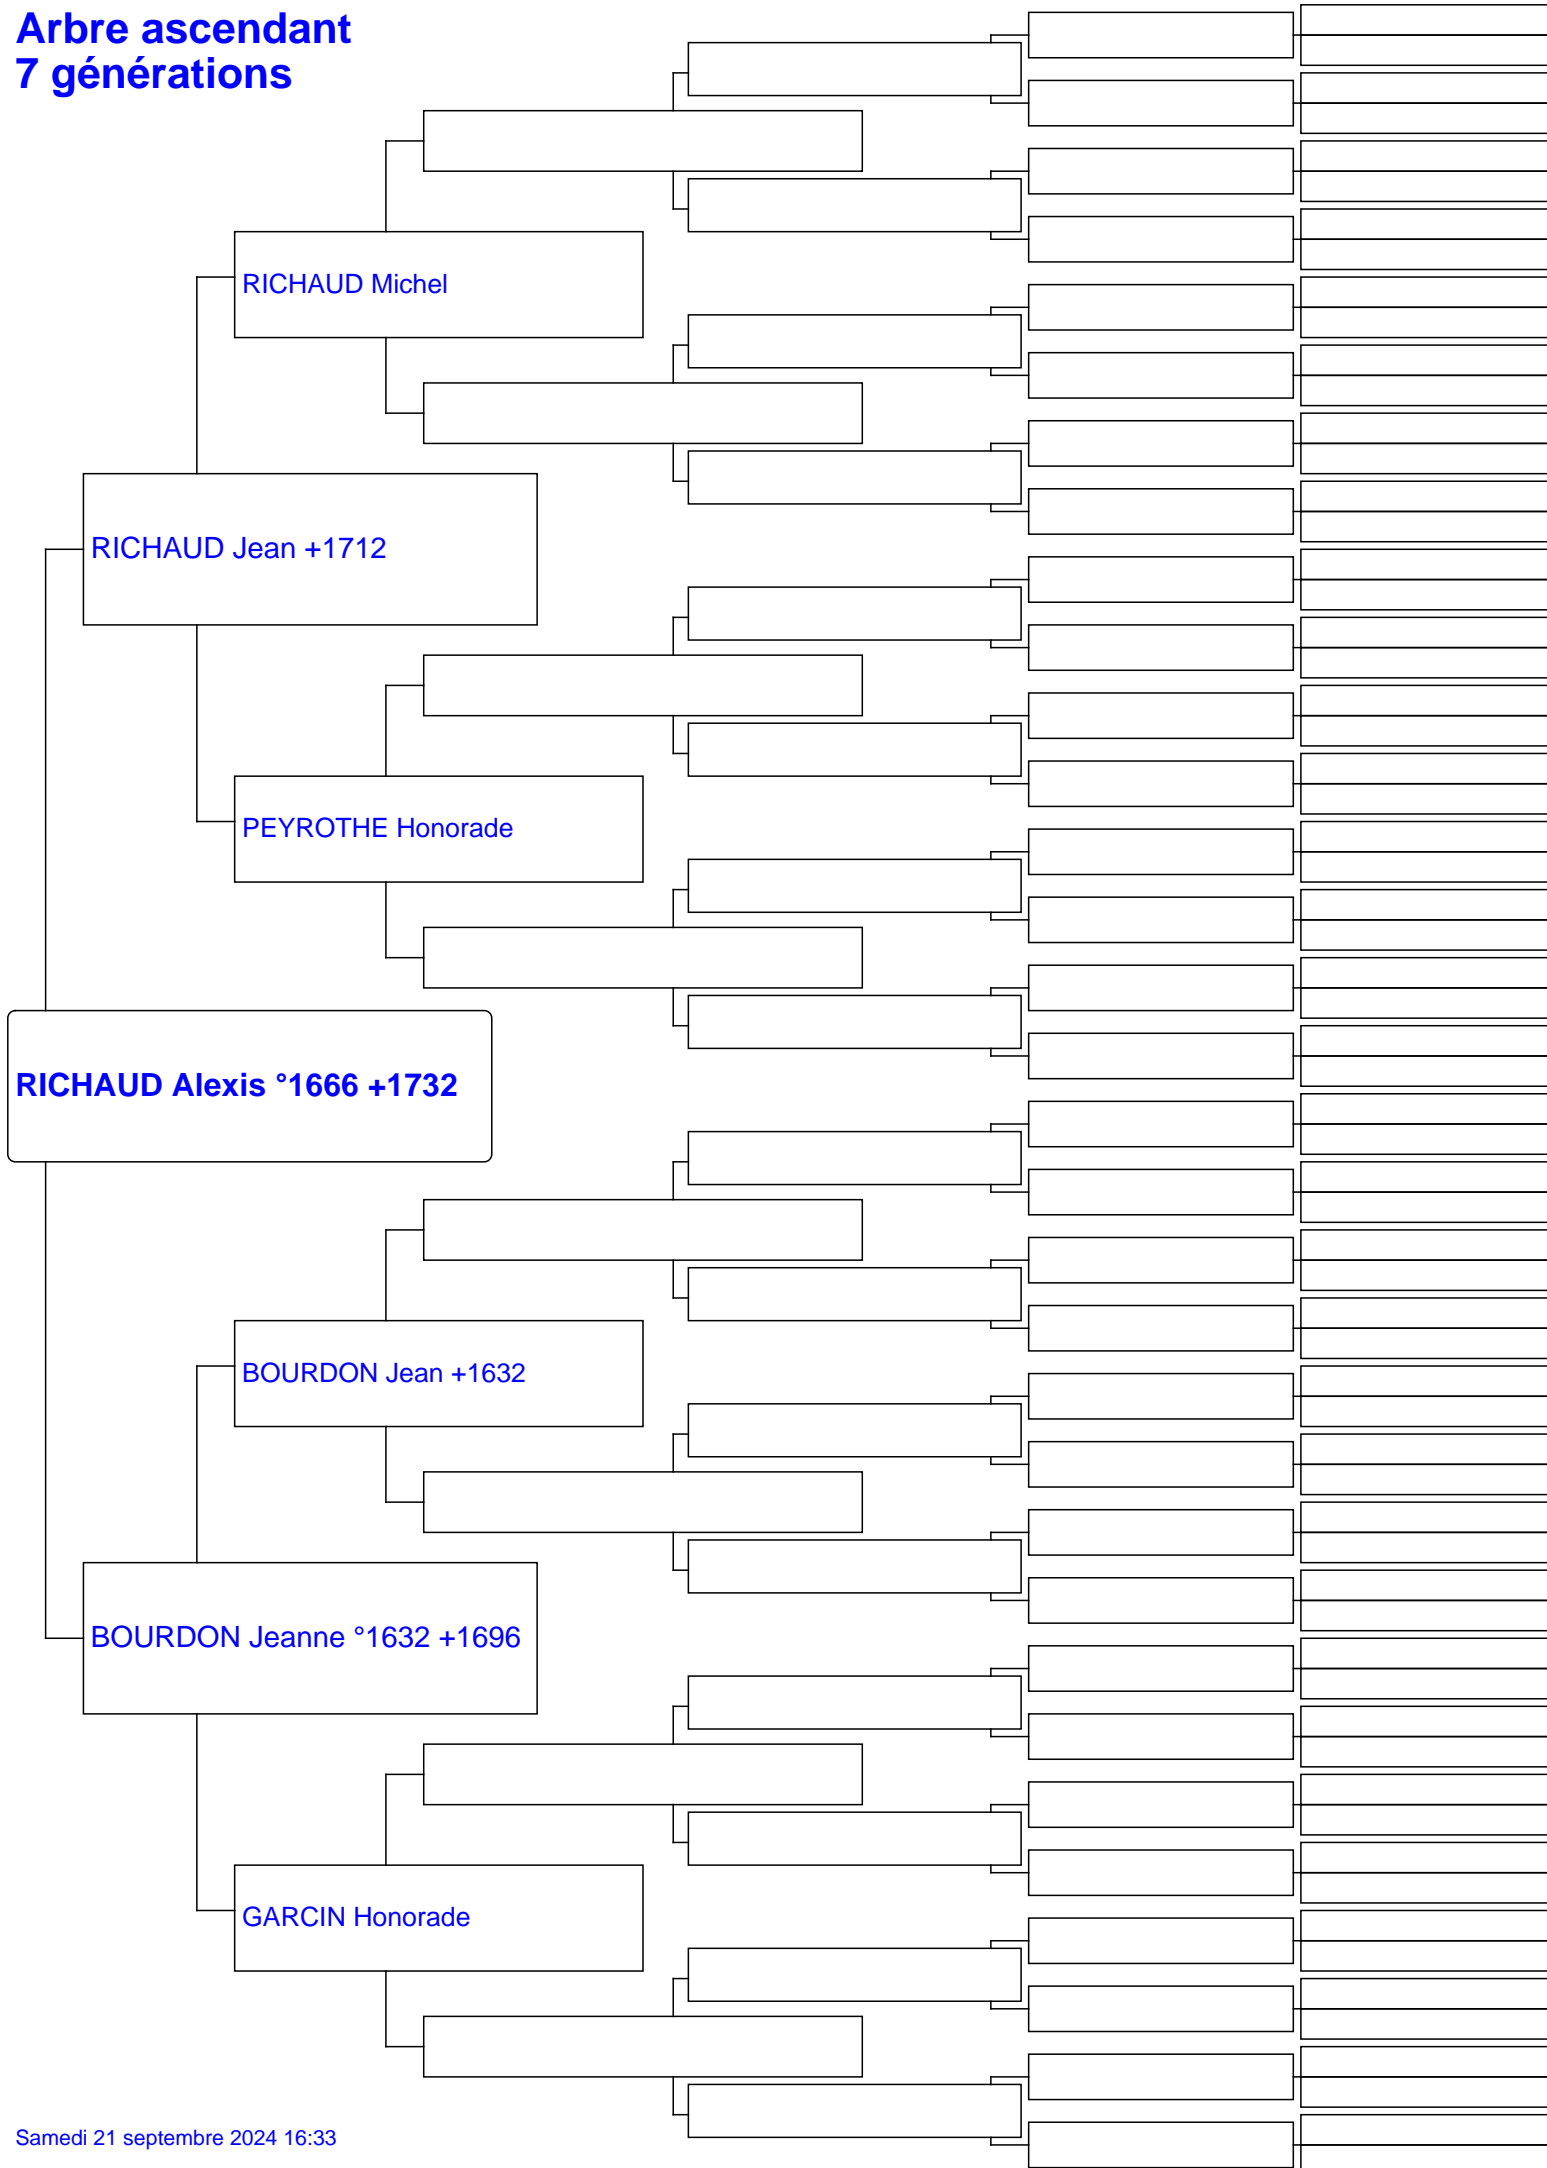 Arbre ascendant
7 générations
RICHAUD Michel
RICHAUD Jean +1712
PEYROTHE Honorade
RICHAUD Alexis °1666 +1732
BOURDON Jean +1632
BOURDON Jeanne °1632 +1696
GARCIN Honorade
Samedi 21 septembre 2024 16:33